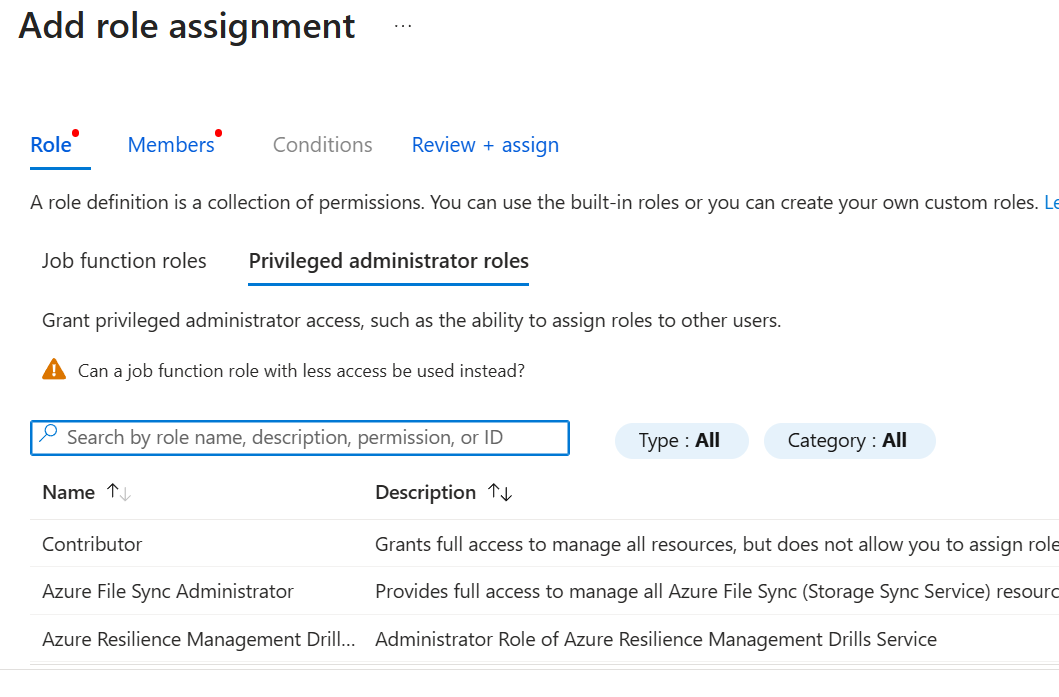 Add role assignment ...
Role Members Conditions Review + assign
A role definition is a collection of permissions. You can use the built-in roles or you can create your own custom roles. Le
Job function roles Privileged administrator roles
Grant privileged administrator access, such as the ability to assign roles to other users.
Can a job function role with less access be used instead?
Search by role name, description, permission, or ID Type : All Category : All
Name ↑↓ Description ↑↓
Contributor Grants full access to manage all resources, but does not allow you to assign role
Azure File Sync Administrator Provides full access to manage all Azure File Sync (Storage Sync Service) resourc
Azure Resilience Management Drill... Administrator Role of Azure Resilience Management Drills Service